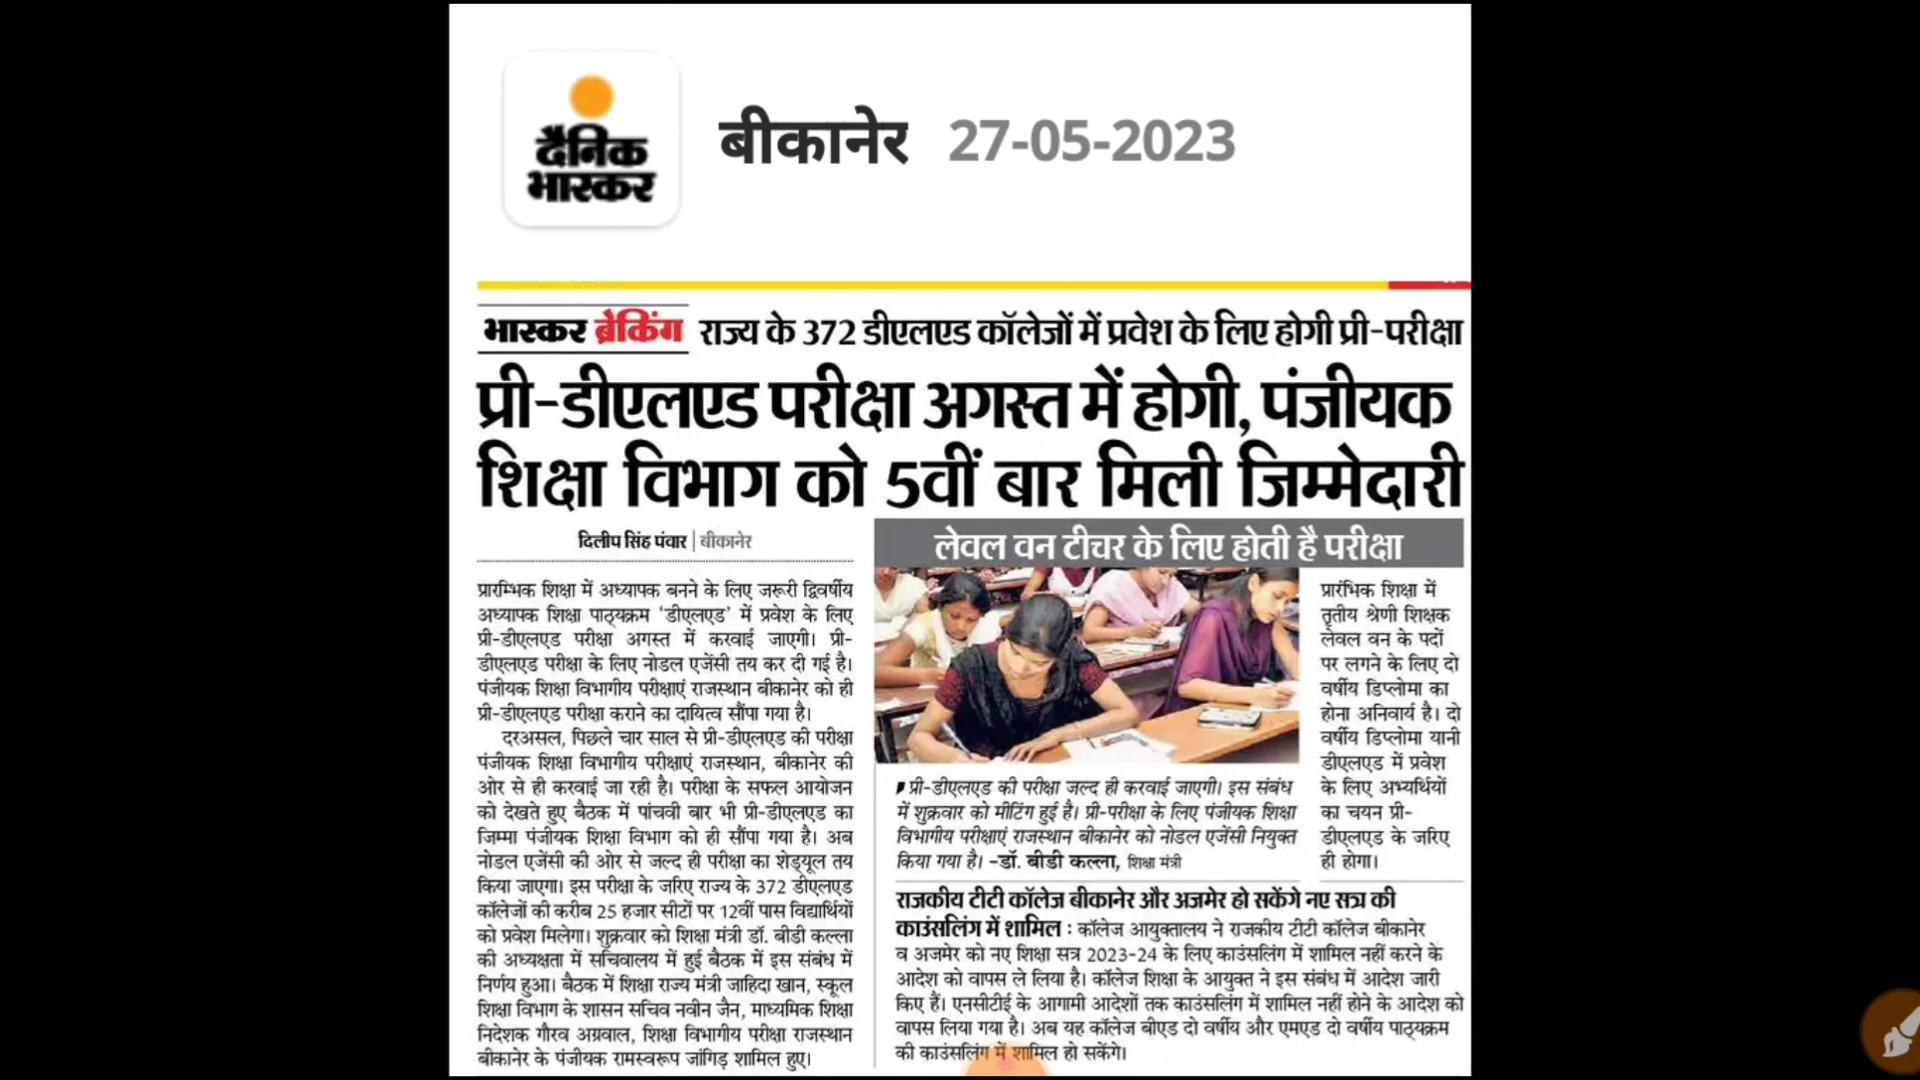 दैनिक
भास्कर
बीकानेर 27-05-2023
भास्कर ब्रेकिंग राज्य के 372 डीएलएड कॉलेजों में प्रवेश के लिए होगी प्री-परीक्षा
प्री-डीएलएड परीक्षा अगस्त में होगी, पंजीयक
शिक्षा विभाग को 5वीं बार मिली जिम्मेदारी
दिलीप सिंह पंवार | बीकानेर
प्रारम्भिक शिक्षा में अध्यापक बनने के लिए जरूरी द्विवर्षीय
अध्यापक शिक्षा पाठ्यक्रम ‘डीएलएड’ में प्रवेश के लिए
प्री-डीएलएड परीक्षा अगस्त में करवाई जाएगी। प्री-
डीएलएड परीक्षा के लिए नोडल एजेंसी तय कर दी गई है।
पंजीयक शिक्षा विभागीय परीक्षाएं राजस्थान बीकानेर को ही
प्री-डीएलएड परीक्षा कराने का दायित्व सौंपा गया है।
दरअसल, पिछले चार साल से प्री-डीएलएड की परीक्षा
पंजीयक शिक्षा विभागीय परीक्षाएं राजस्थान, बीकानेर की
ओर से ही करवाई जा रही है। परीक्षा के सफल आयोजन
को देखते हुए बैठक में पांचवी बार भी प्री-डीएलएड का
जिम्मा पंजीयक शिक्षा विभाग को ही सौंपा गया है। अब
नोडल एजेंसी की ओर से जल्द ही परीक्षा का शेड्यूल तय
किया जाएगा। इस परीक्षा के जरिए राज्य के 372 डीएलएड
कॉलेजों की करीब 25 हजार सीटों पर 12वीं पास विद्यार्थियों
को प्रवेश मिलेगा। शुक्रवार को शिक्षा मंत्री डॉ. बीडी कल्ला
की अध्यक्षता में सचिवालय में हुई बैठक में इस संबंध में
निर्णय हुआ। बैठक में शिक्षा राज्य मंत्री जाहिदा खान, स्कूल
शिक्षा विभाग के शासन सचिव नवीन जैन, माध्यमिक शिक्षा
निदेशक गौरव अग्रवाल, शिक्षा विभागीय परीक्षा राजस्थान
बीकानेर के पंजीयक रामस्वरूप जांगिड़ शामिल हुए।
लेवल वन टीचर के लिए होती है परीक्षा
प्रारंभिक शिक्षा में
तृतीय श्रेणी शिक्षक
लेवल वन के पदों
पर लगने के लिए दो
वर्षीय डिप्लोमा का
होना अनिवार्य है। दो
वर्षीय डिप्लोमा यानी
डीएलएड में प्रवेश
के लिए अभ्यर्थियों
का चयन प्री-
डीएलएड के जरिए
ही होगा।
प्री-डीएलएड की परीक्षा जल्द ही करवाई जाएगी। इस संबंध
में शुक्रवार को मीटिंग हुई है। प्री-परीक्षा के लिए पंजीयक शिक्षा
विभागीय परीक्षाएं राजस्थान बीकानेर को नोडल एजेंसी नियुक्त
किया गया है। -डॉ. बीडी कल्ला, शिक्षा मंत्री
राजकीय टीटी कॉलेज बीकानेर और अजमेर हो सकेंगे नए सत्र की
काउंसलिंग में शामिल : कॉलेज आयुक्तालय ने राजकीय टीटी कॉलेज बीकानेर
व अजमेर को नए शिक्षा सत्र 2023-24 के लिए काउंसलिंग में शामिल नहीं करने के
आदेश को वापस ले लिया है। कॉलेज शिक्षा के आयुक्त ने इस संबंध में आदेश जारी
किए हैं। एनसीटीई के आगामी आदेशों तक काउंसलिंग में शामिल नहीं होने के आदेश को
वापस लिया गया है। अब यह कॉलेज बीएड दो वर्षीय और एमएड दो वर्षीय पाठ्यक्रम
की काउंसलिंग में शामिल हो सकेंगे।